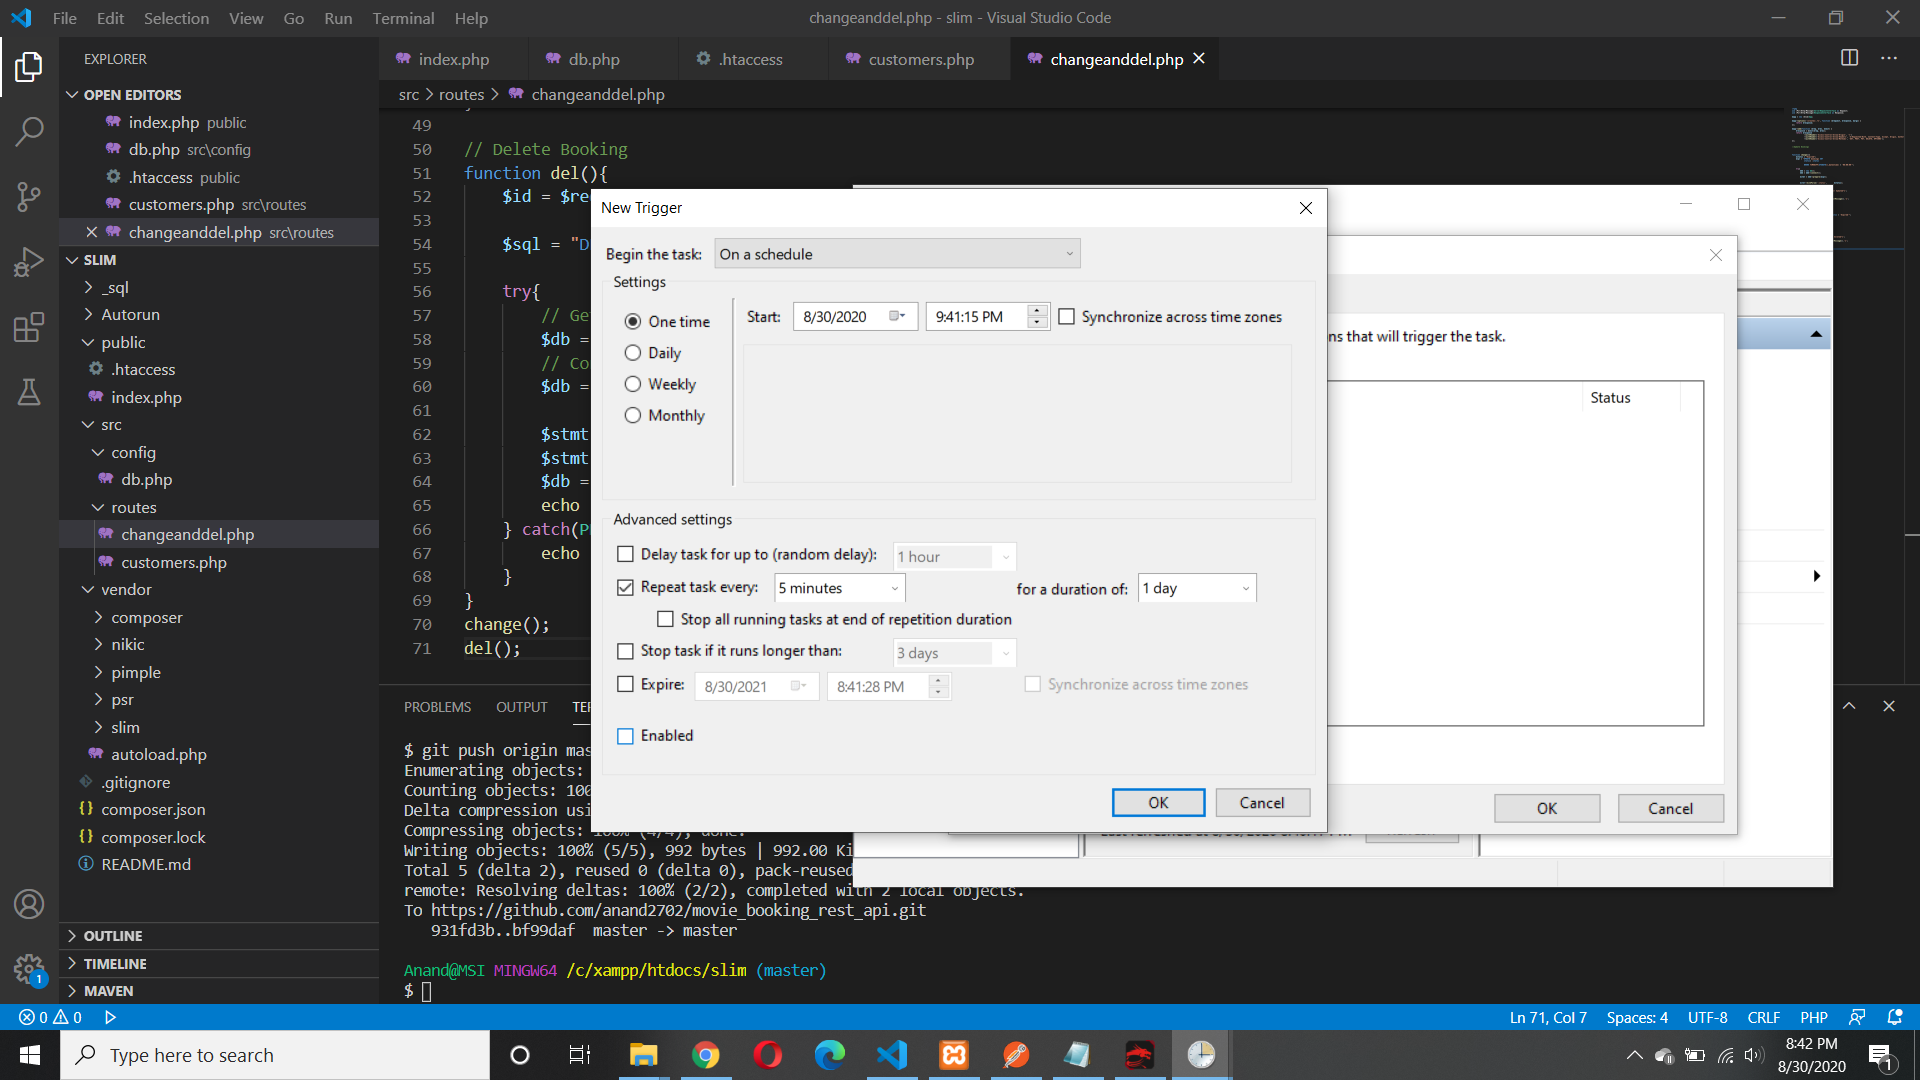 File Edit Selection View Go Run Terminal Help
changeanddel.php - slim - Visual Studio Code
EXPLORER
OPEN EDITORS
index.php public
db.php src\config
.htaccess public
customers.php src\routes
changeanddel.php src\routes
SLIM
_sql
Autorun
public
.htaccess
index.php
src
config
db.php
routes
changeanddel.php
customers.php
vendor
composer
nikic
pimple
psr
slim
autoload.php
.gitignore
composer.json
composer.lock
README.md
OUTLINE
TIMELINE
MAVEN
index.php db.php .htaccess customers.php changeanddel.php
src > routes > changeanddel.php
49
50 // Delete Booking
51 function del(){
52 $id = $re
53
54 $sql = "D
55
56 try{
57 // Ge
58 $db =
59 // Co
60 $db =
61
62 $stmt
63 $stmt
64 $db =
65 echo
66 } catch(P
67 echo
68 }
69 }
70 change();
71 del();
New Trigger
Begin the task: On a schedule
Settings
One time
Daily
Weekly
Monthly
Start: 8/30/2020 9:41:15 PM Synchronize across time zones
Advanced settings
Delay task for up to (random delay): 1 hour
Repeat task every: 5 minutes for a duration of: 1 day
Stop all running tasks at end of repetition duration
Stop task if it runs longer than: 3 days
Expire: 8/30/2021 8:41:28 PM Synchronize across time zones
Enabled
OK Cancel
ns that will trigger the task.
Status
OK Cancel
PROBLEMS OUTPUT TE
$ git push origin mas
Enumerating objects:
Counting objects: 100
Delta compression usi
Compressing objects: 100% (4/4), done.
Writing objects: 100% (5/5), 992 bytes | 992.00 Ki
Total 5 (delta 2), reused 0 (delta 0), pack-reused
remote: Resolving deltas: 100% (2/2), completed with 2 local objects.
To https://github.com/anand2702/movie_booking_rest_api.git
931fd3b..bf99daf master -> master
Anand@MSI MINGW64 /c/xampp/htdocs/slim (master)
$
1
0 0
Ln 71, Col 7 Spaces: 4 UTF-8 CRLF PHP
Type here to search
8:42 PM
8/30/2020
1